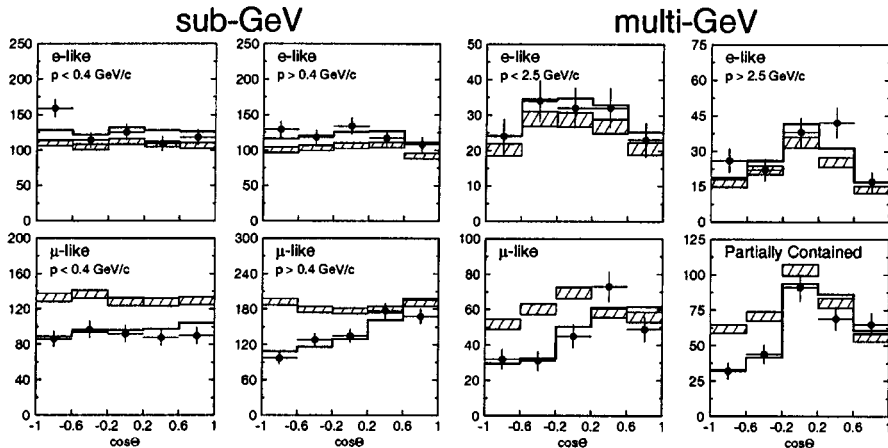 sub-GeV multi-GeV
250 e-like 250 e-like 50 e-like 75 e-like
p < 0.4 GeV/c p > 0.4 GeV/c p < 2.5 GeV/c p > 2.5 GeV/c
200 200 40 60
150 150 30 45
100 100 20 30
50 50 10 15
0 0 0 0
200 μ-like 300 μ-like 100 μ-like 125 Partially Contained
p < 0.4 GeV/c p > 0.4 GeV/c
160 240 80 100
120 180 60 75
80 120 40 50
40 60 20 25
0 0 0 0
-1 -0.6 -0.2 0.2 0.6 1 -1 -0.6 -0.2 0.2 0.6 1 -1 -0.6 -0.2 0.2 0.6 1 -1 -0.6 -0.2 0.2 0.6 1
cosΘ cosΘ cosΘ cosΘ